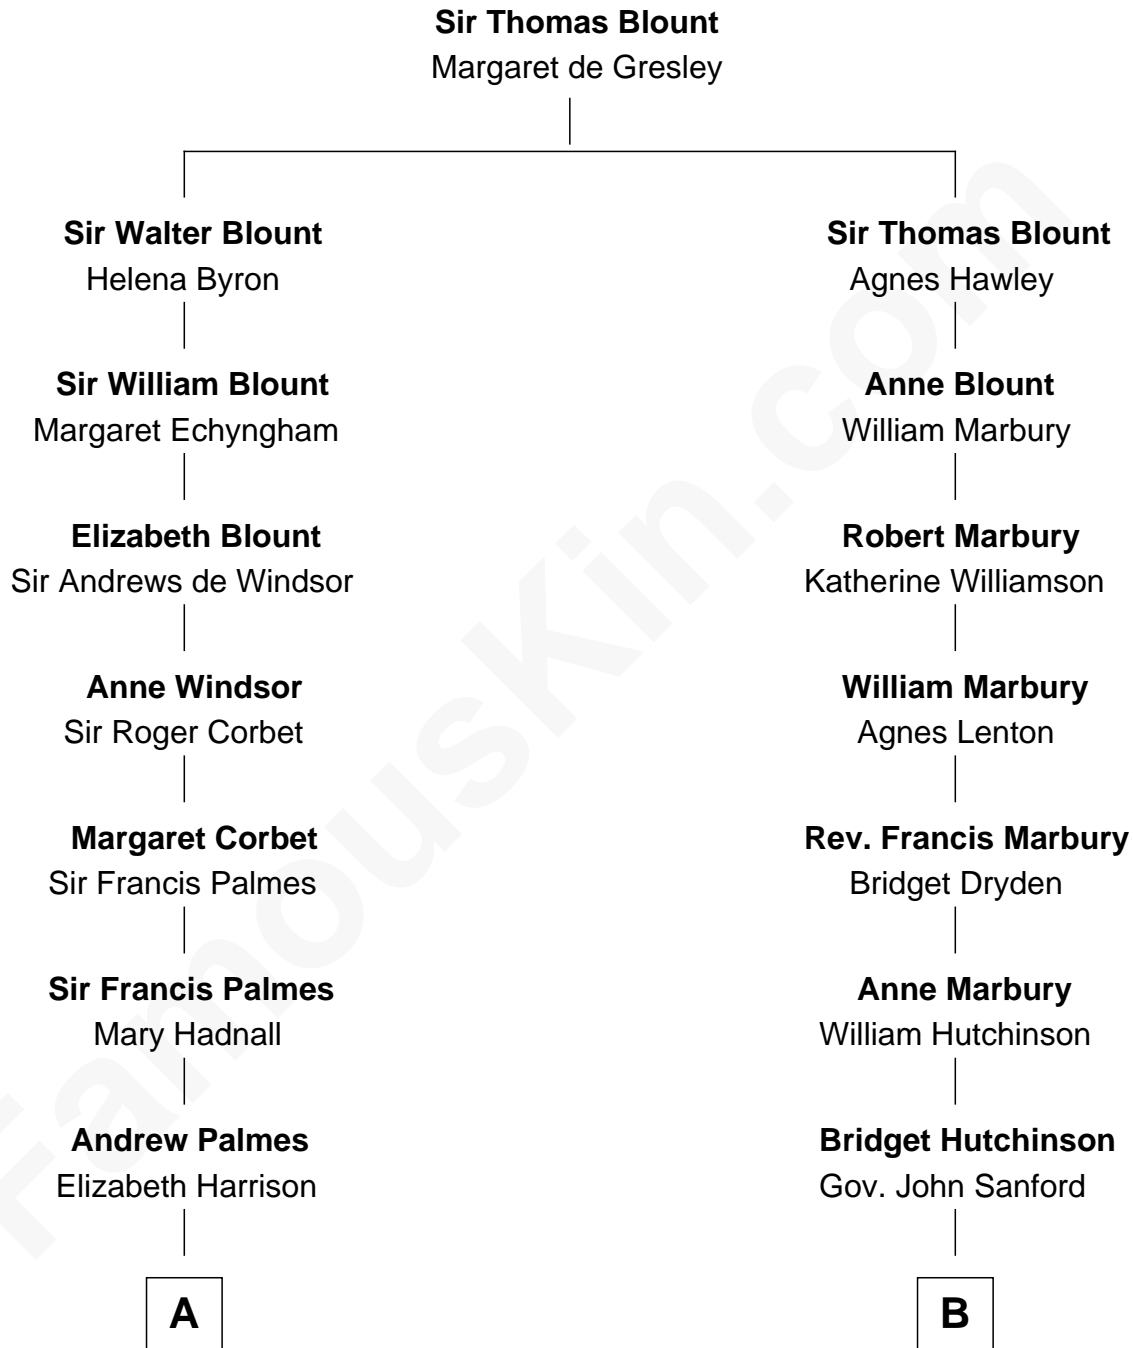 Sir Thomas Blount
Margaret de Gresley
Sir Walter Blount
Helena Byron
Sir William Blount
Margaret Echyngham
Elizabeth Blount
Sir Andrews de Windsor
Anne Windsor
Sir Roger Corbet
Margaret Corbet
Sir Francis Palmes
Sir Francis Palmes
Mary Hadnall
Andrew Palmes
Elizabeth Harrison
A
Sir Thomas Blount
Agnes Hawley
Anne Blount
William Marbury
Robert Marbury
Katherine Williamson
William Marbury
Agnes Lenton
Rev. Francis Marbury
Bridget Dryden
Anne Marbury
William Hutchinson
Bridget Hutchinson
Gov. John Sanford
B
FamousKin.com